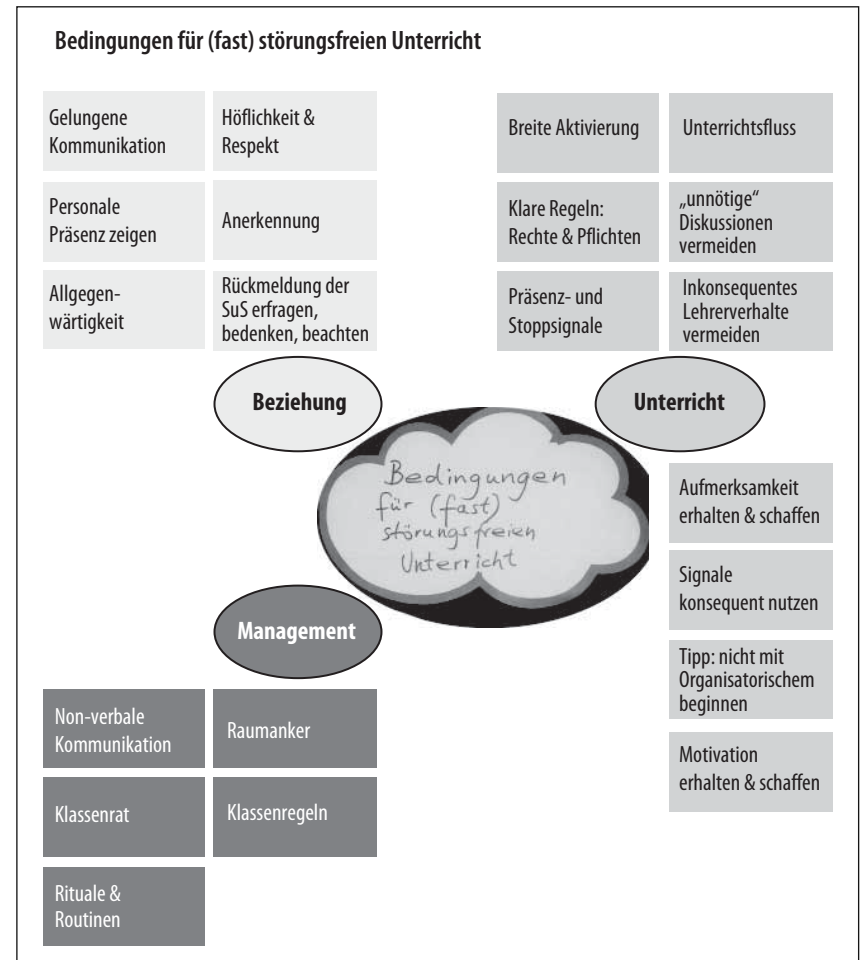 Bedingungen für (fast) störungsfreien Unterricht
Gelungene
Kommunikation
Höflichkeit &
Respekt
Personale
Präsenz zeigen
Anerkennung
Allgegen-
wärtigkeit
Rückmeldung der
SuS erfragen,
bedenken, beachten
Beziehung
Breite Aktivierung
Unterrichtsfluss
Klare Regeln:
Rechte & Pflichten
„unnötige“
Diskussionen
vermeiden
Präsenz- und
Stoppsignale
Inkonsequentes
Lehrerverhalte
vermeiden
Unterricht
Aufmerksamkeit
erhalten & schaffen
Signale
konsequent nutzen
Tipp: nicht mit
Organisatorischem
beginnen
Motivation
erhalten & schaffen
Bedingungen
für (fast)
störungsfreien
Unterricht
Management
Non-verbale
Kommunikation
Raumanker
Klassenrat
Klassenregeln
Rituale &
Routinen